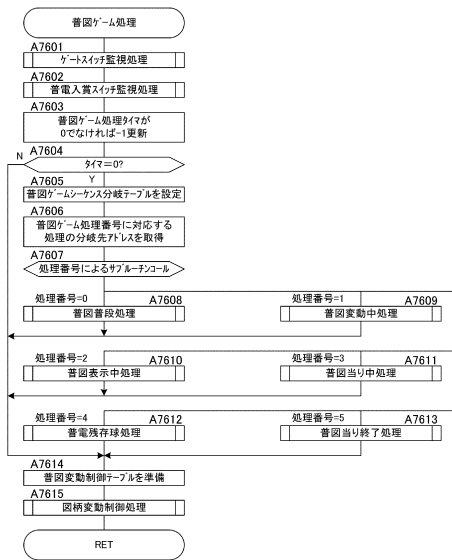 普図ゲーム処理
A7601
ゲートスイッチ監視処理
A7602
普電入賞スイッチ監視処理
A7603
普図ゲーム処理タイマが
0でなければ-1更新
A7604
N
タイマ=0?
Y
A7605
普図ゲームシーケンス分岐テーブルを設定
A7606
普図ゲーム処理番号に対応する
処理の分岐先アドレスを取得
A7607
処理番号によるサブルーチンコール
処理番号=0
A7608
普図普段処理
処理番号=1
A7609
普図変動中処理
処理番号=2
A7610
普図表示中処理
処理番号=3
A7611
普図当り中処理
処理番号=4
A7612
普電残存球処理
処理番号=5
A7613
普図当り終了処理
A7614
普図変動制御テーブルを準備
A7615
図柄変動制御処理
RET